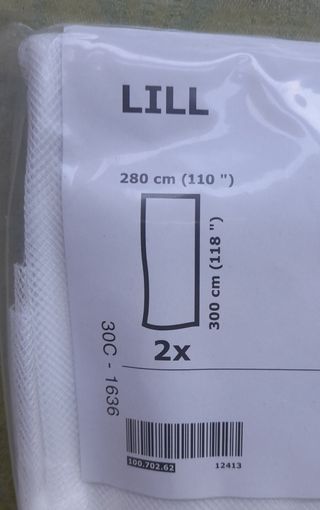 LILL
280 cm (110 ")
300 cm (118 ")
2x
30C - 1636
100.702.62
12413